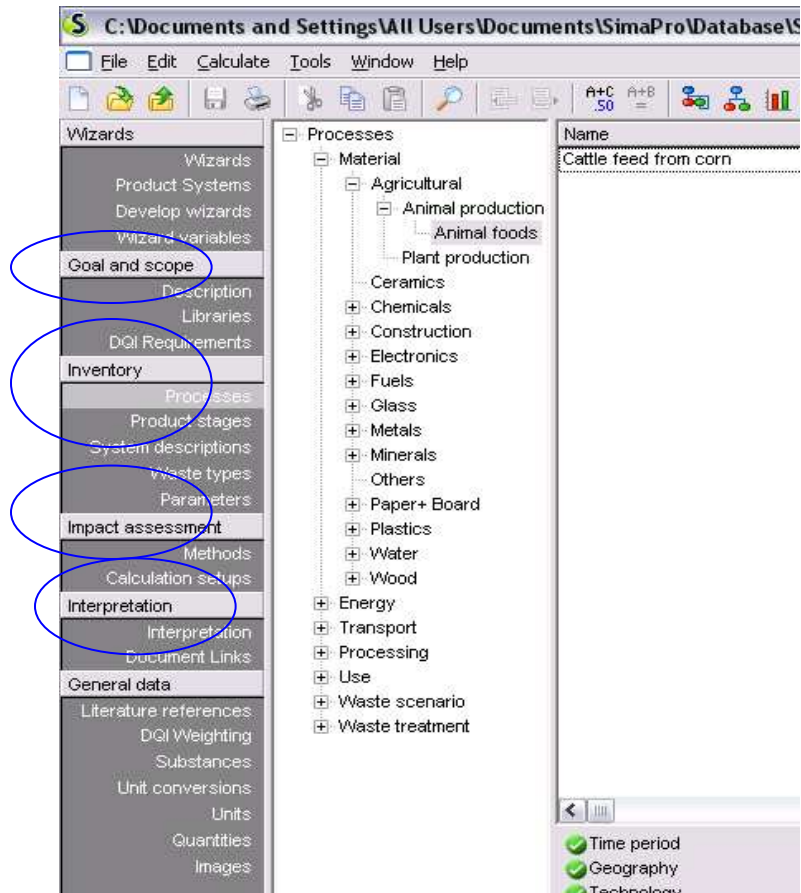 C:\Documents and Settings\All Users\Documents\SimaPro\Database\S
File Edit Calculate Tools Window Help
A+C .50 A+B =
Wizards
Wizards
Product Systems
Develop wizards
Wizard variables
Goal and scope
Description
Libraries
DQI Requirements
Inventory
Processes
Product stages
System descriptions
Waste types
Parameters
Impact assessment
Methods
Calculation setups
Interpretation
Interpretation
Document Links
General data
Literature references
DQI Weighting
Substances
Unit conversions
Units
Quantities
Images
Processes
Material
Agricultural
Animal production
Animal foods
Plant production
Ceramics
Chemicals
Construction
Electronics
Fuels
Glass
Metals
Minerals
Others
Paper+ Board
Plastics
Water
Wood
Energy
Transport
Processing
Use
Waste scenario
Waste treatment
Name
Cattle feed from corn
Time period
Geography
Technology